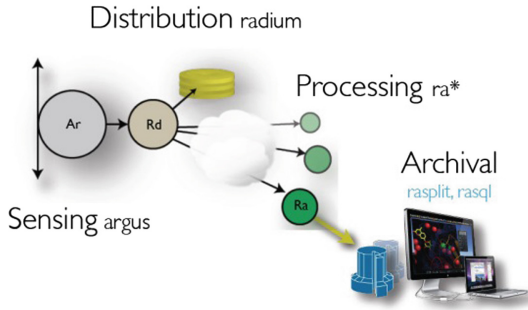 Distribution radium
Processing ra*
Ar
Rd
Archival
rasplit, rasql
Sensing argus
Ra